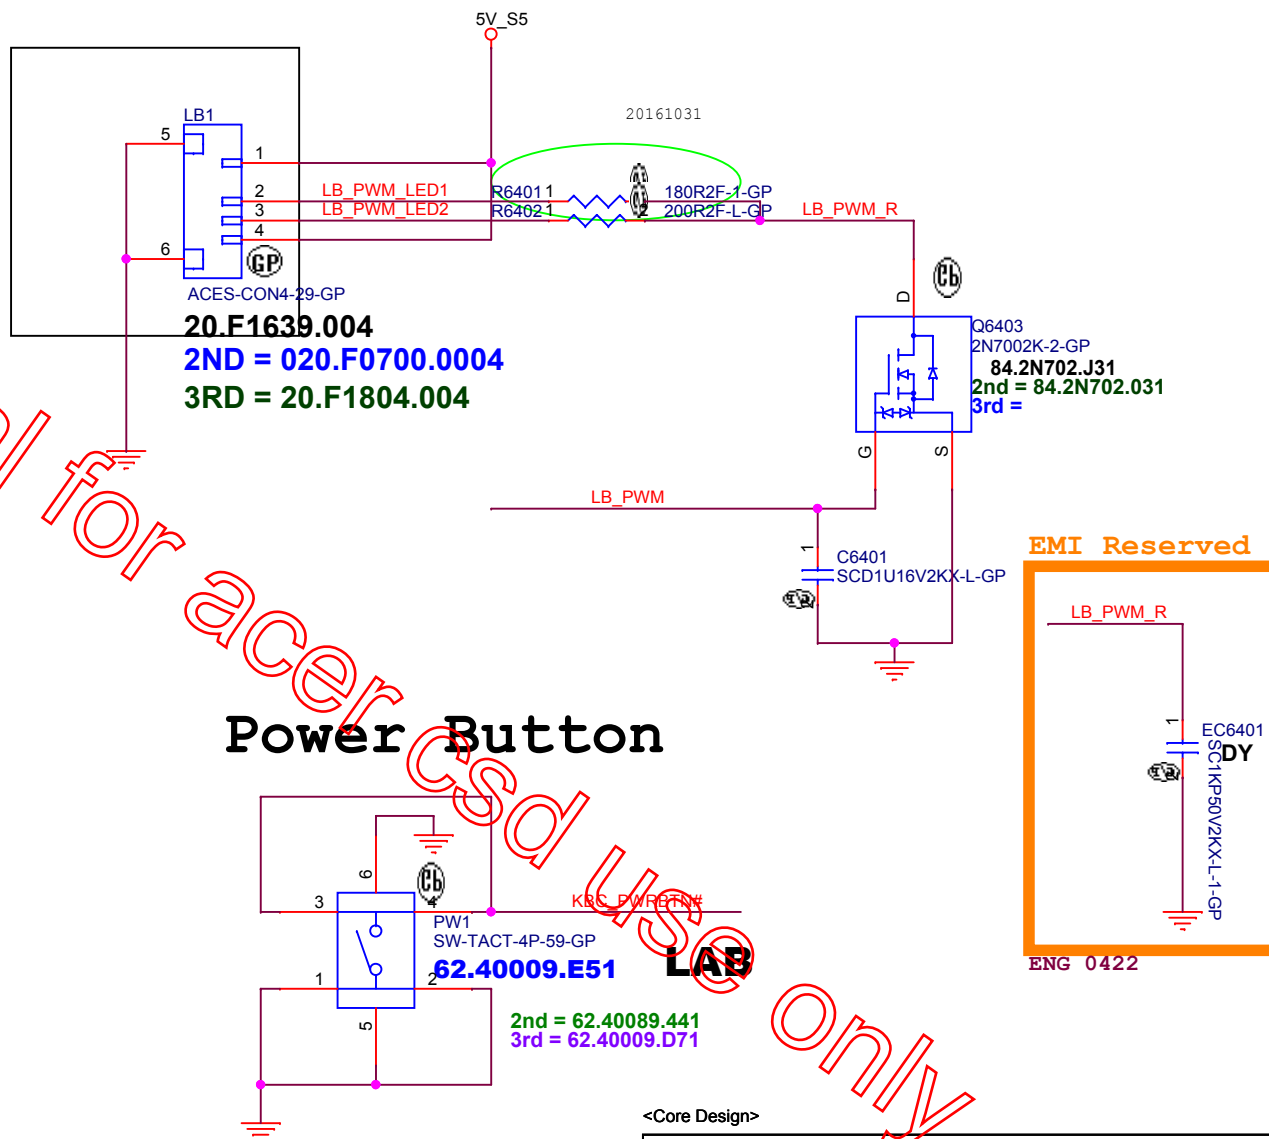 5V_S5
20161031
LB1
5
1
2
LB_PWM_LED1
R6401
1
180R2F-1-GP
3
LB_PWM_LED2
R6402
1
2
200R2F-L-GP
LB_PWM_R
4
6
GP
ACES-CON4-29-GP
20.F1639.004
2ND = 020.F0700.0004
3RD = 20.F1804.004
D
Q6403
2N7002K-2-GP
84.2N702.J31
2nd = 84.2N702.031
3rd =
G
S
LB_PWM
1
C6401
SCD1U16V2KX-L-GP
EMI Reserved
LB_PWM_R
1
EC6401
DY
SC1KP50V2KX-L-1-GP
ENG 0422
for acer csd use only
Power Button
6
3
4
KBC_PWRBTN#
PW1
SW-TACT-4P-59-GP
62.40009.E51
LAB
1
2
5
2nd = 62.40089.441
3rd = 62.40009.D71
<Core Design>